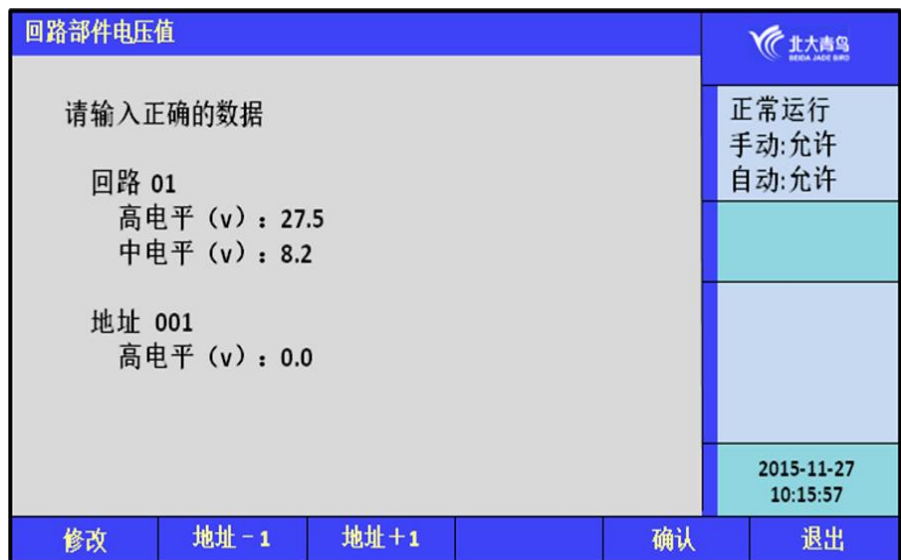 回路部件电压值
北大青鸟
BEIDA JADE BIRD
请输入正确的数据
回路 01
高电平（v）：27.5
中电平（v）：8.2
地址 001
高电平（v）：0.0
正常运行
手动:允许
自动:允许
2015-11-27
10:15:57
修改 地址－1 地址＋1 确认 退出